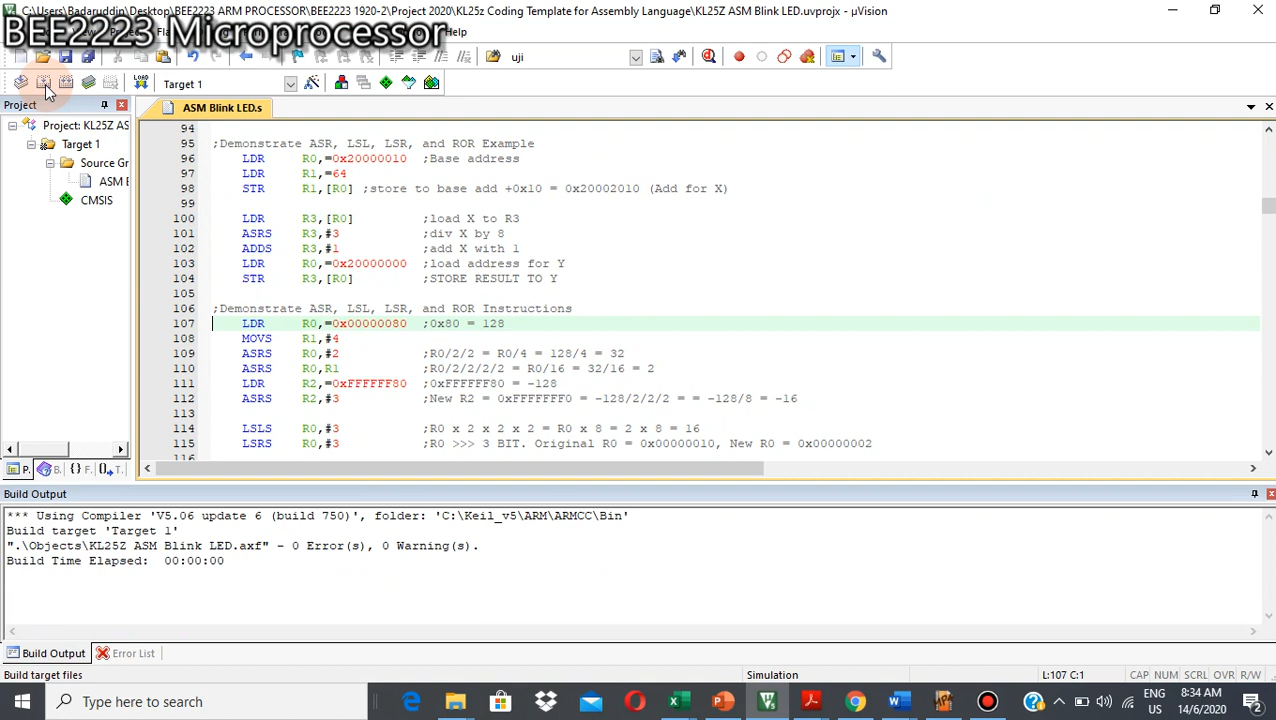 C:\Users\Badaruddin\Desktop\BEE2223 ARM PROCESSOR\BEE2223 1920-2\Project 2020\KL25z Coding Template for Assembly Language\KL25Z ASM Blink LED.uvprojx - µVision
BEE2223 Microprocessor
uji
Target 1
Project
ASM Blink LED.s
Project: KL25Z AS
Target 1
Source Gr
ASM B
CMSIS
94
95 ;Demonstrate ASR, LSL, LSR, and ROR Example
96 LDR R0,=0x20000010 ;Base address
97 LDR R1,=64
98 STR R1,[R0] ;store to base add +0x10 = 0x20002010 (Add for X)
99
100 LDR R3,[R0] ;load X to R3
101 ASRS R3,#3 ;div X by 8
102 ADDS R3,#1 ;add X with 1
103 LDR R0,=0x20000000 ;load address for Y
104 STR R3,[R0] ;STORE RESULT TO Y
105
106 ;Demonstrate ASR, LSL, LSR, and ROR Instructions
107 LDR R0,=0x00000080 ;0x80 = 128
108 MOVS R1,#4
109 ASRS R0,#2 ;R0/2/2 = R0/4 = 128/4 = 32
110 ASRS R0,R1 ;R0/2/2/2/2 = R0/16 = 32/16 = 2
111 LDR R2,=0xFFFFFF80 ;0xFFFFFF80 = -128
112 ASRS R2,#3 ;New R2 = 0xFFFFFFF0 = -128/2/2/2 = = -128/8 = -16
113
114 LSLS R0,#3 ;R0 x 2 x 2 x 2 = R0 x 8 = 2 x 8 = 16
115 LSRS R0,#3 ;R0 >>> 3 BIT. Original R0 = 0x00000010, New R0 = 0x00000002
116
P. B. {} F. T.
Build Output
*** Using Compiler 'V5.06 update 6 (build 750)', folder: 'C:\Keil_v5\ARM\ARMCC\Bin'
Build target 'Target 1'
".\Objects\KL25Z ASM Blink LED.axf" - 0 Error(s), 0 Warning(s).
Build Time Elapsed: 00:00:00
Build Output Error List
Build target files Simulation L:107 C:1 CAP NUM SCRL OVR R/W
Type here to search
ENG
US
8:34 AM
14/6/2020